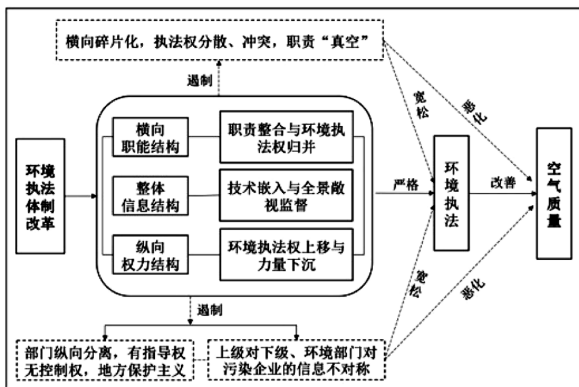 横向碎片化，执法权分散、冲突，职责“真空”
遏制
宽松
恶化
环境
执法
体制
改革
横向
职能结构
职责整合与环境执
法权归并
整体
信息结构
技术嵌入与全景敞
视监督
纵向
权力结构
环境执法权上移与
力量下沉
严格
环境执法
改善
空气质量
遏制
宽松
恶化
部门纵向分离，有指导权
无控制权，地方保护主义
上级对下级、环境部门对
污染企业的信息不对称